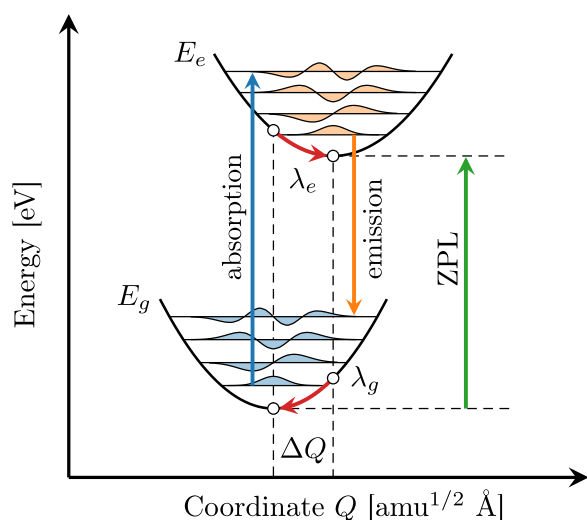 E_e
λ_e
absorption
emission
ZPL
Energy [eV]
E_g
λ_g
ΔQ
Coordinate Q [amu^{1/2} Å]